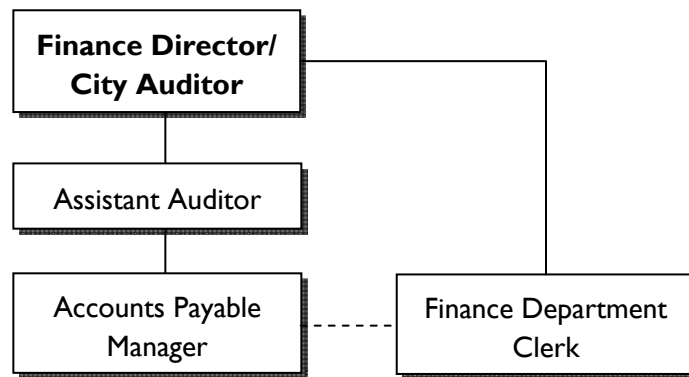 Finance Director/
City Auditor
Assistant Auditor
Accounts Payable
Manager
Finance Department
Clerk